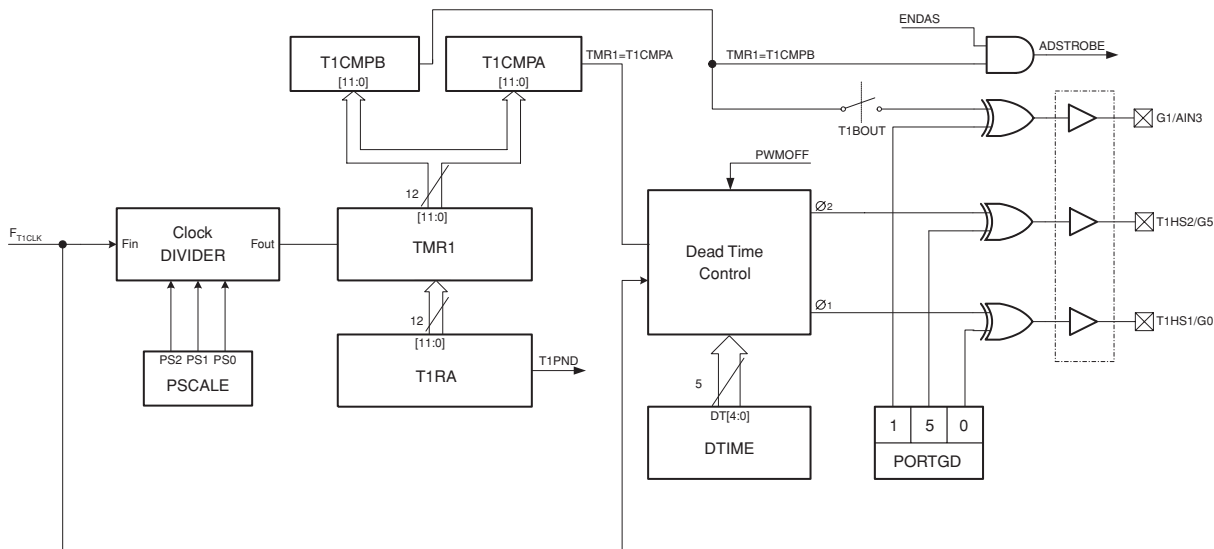 ENDAS
ADSTROBE
T1CMPB
[11:0]
T1CMPA
[11:0]
TMR1=T1CMPA
TMR1=T1CMPB
T1BOUT
G1/AIN3
PWMOFF
12
[11:0]
TMR1
F_T1CLK
Fin
Clock
DIVIDER
Fout
Dead Time
Control
Ø2
T1HS2/G5
Ø1
T1HS1/G0
12
[11:0]
T1RA
T1PND
PS2 PS1 PS0
PSCALE
5
DT[4:0]
DTIME
1 5 0
PORTGD